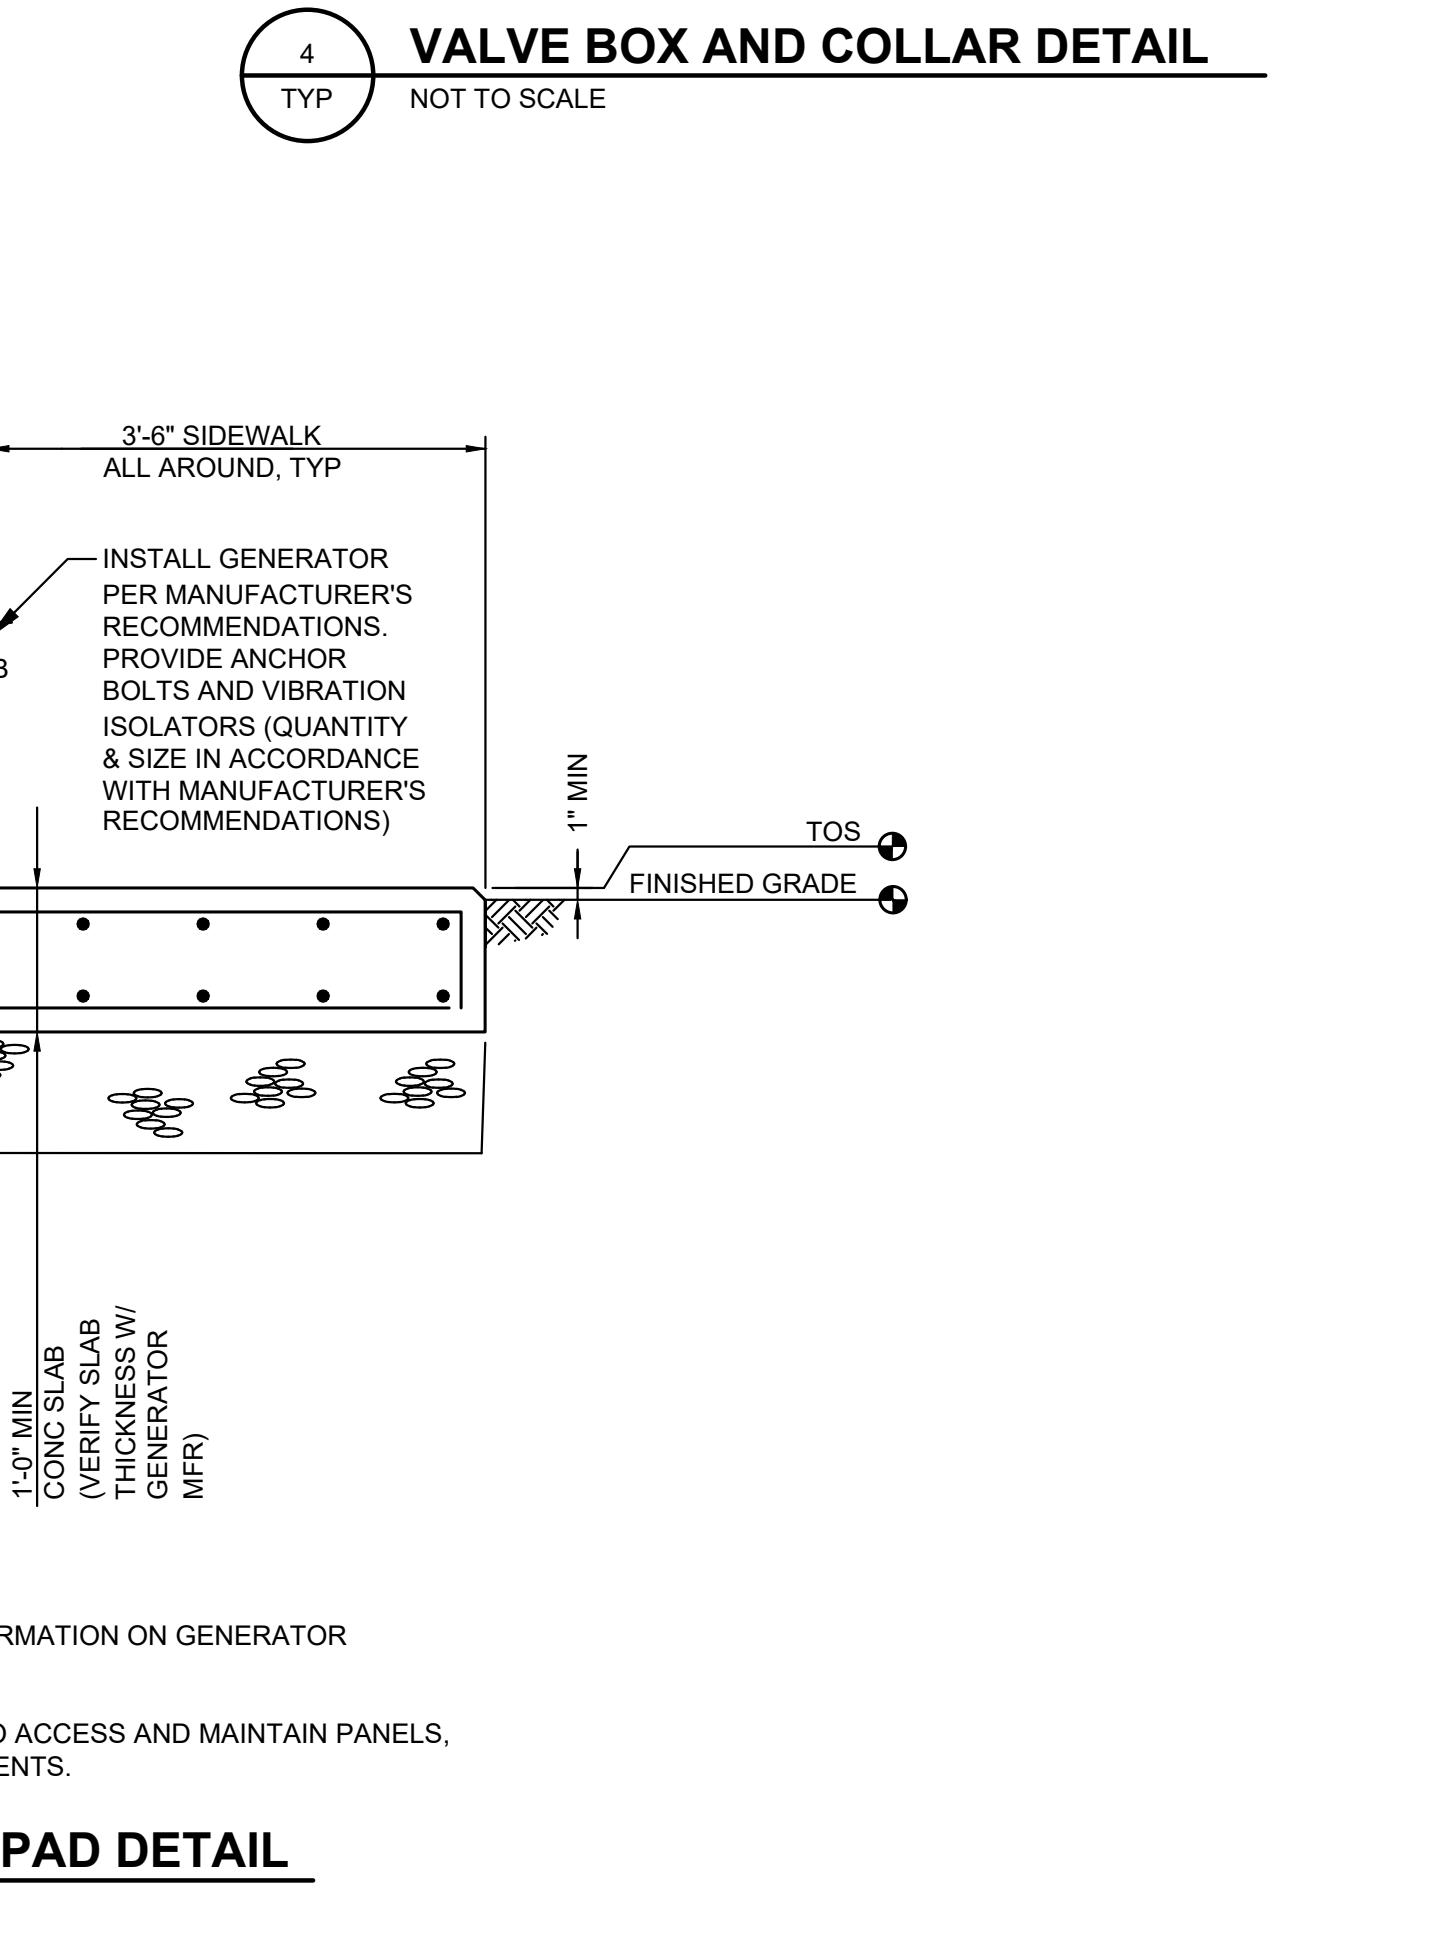 4
TYP
VALVE BOX AND COLLAR DETAIL
NOT TO SCALE
3'-6" SIDEWALK
ALL AROUND, TYP
INSTALL GENERATOR
PER MANUFACTURER'S
RECOMMENDATIONS.
PROVIDE ANCHOR
BOLTS AND VIBRATION
ISOLATORS (QUANTITY
& SIZE IN ACCORDANCE
WITH MANUFACTURER'S
RECOMMENDATIONS)
1" MIN
TOS
FINISHED GRADE
1'-0" MIN
CONC SLAB
(VERIFY SLAB
THICKNESS W/
GENERATOR
MFR)
RMATION ON GENERATOR
ACCESS AND MAINTAIN PANELS,
ENTS.
PAD DETAIL